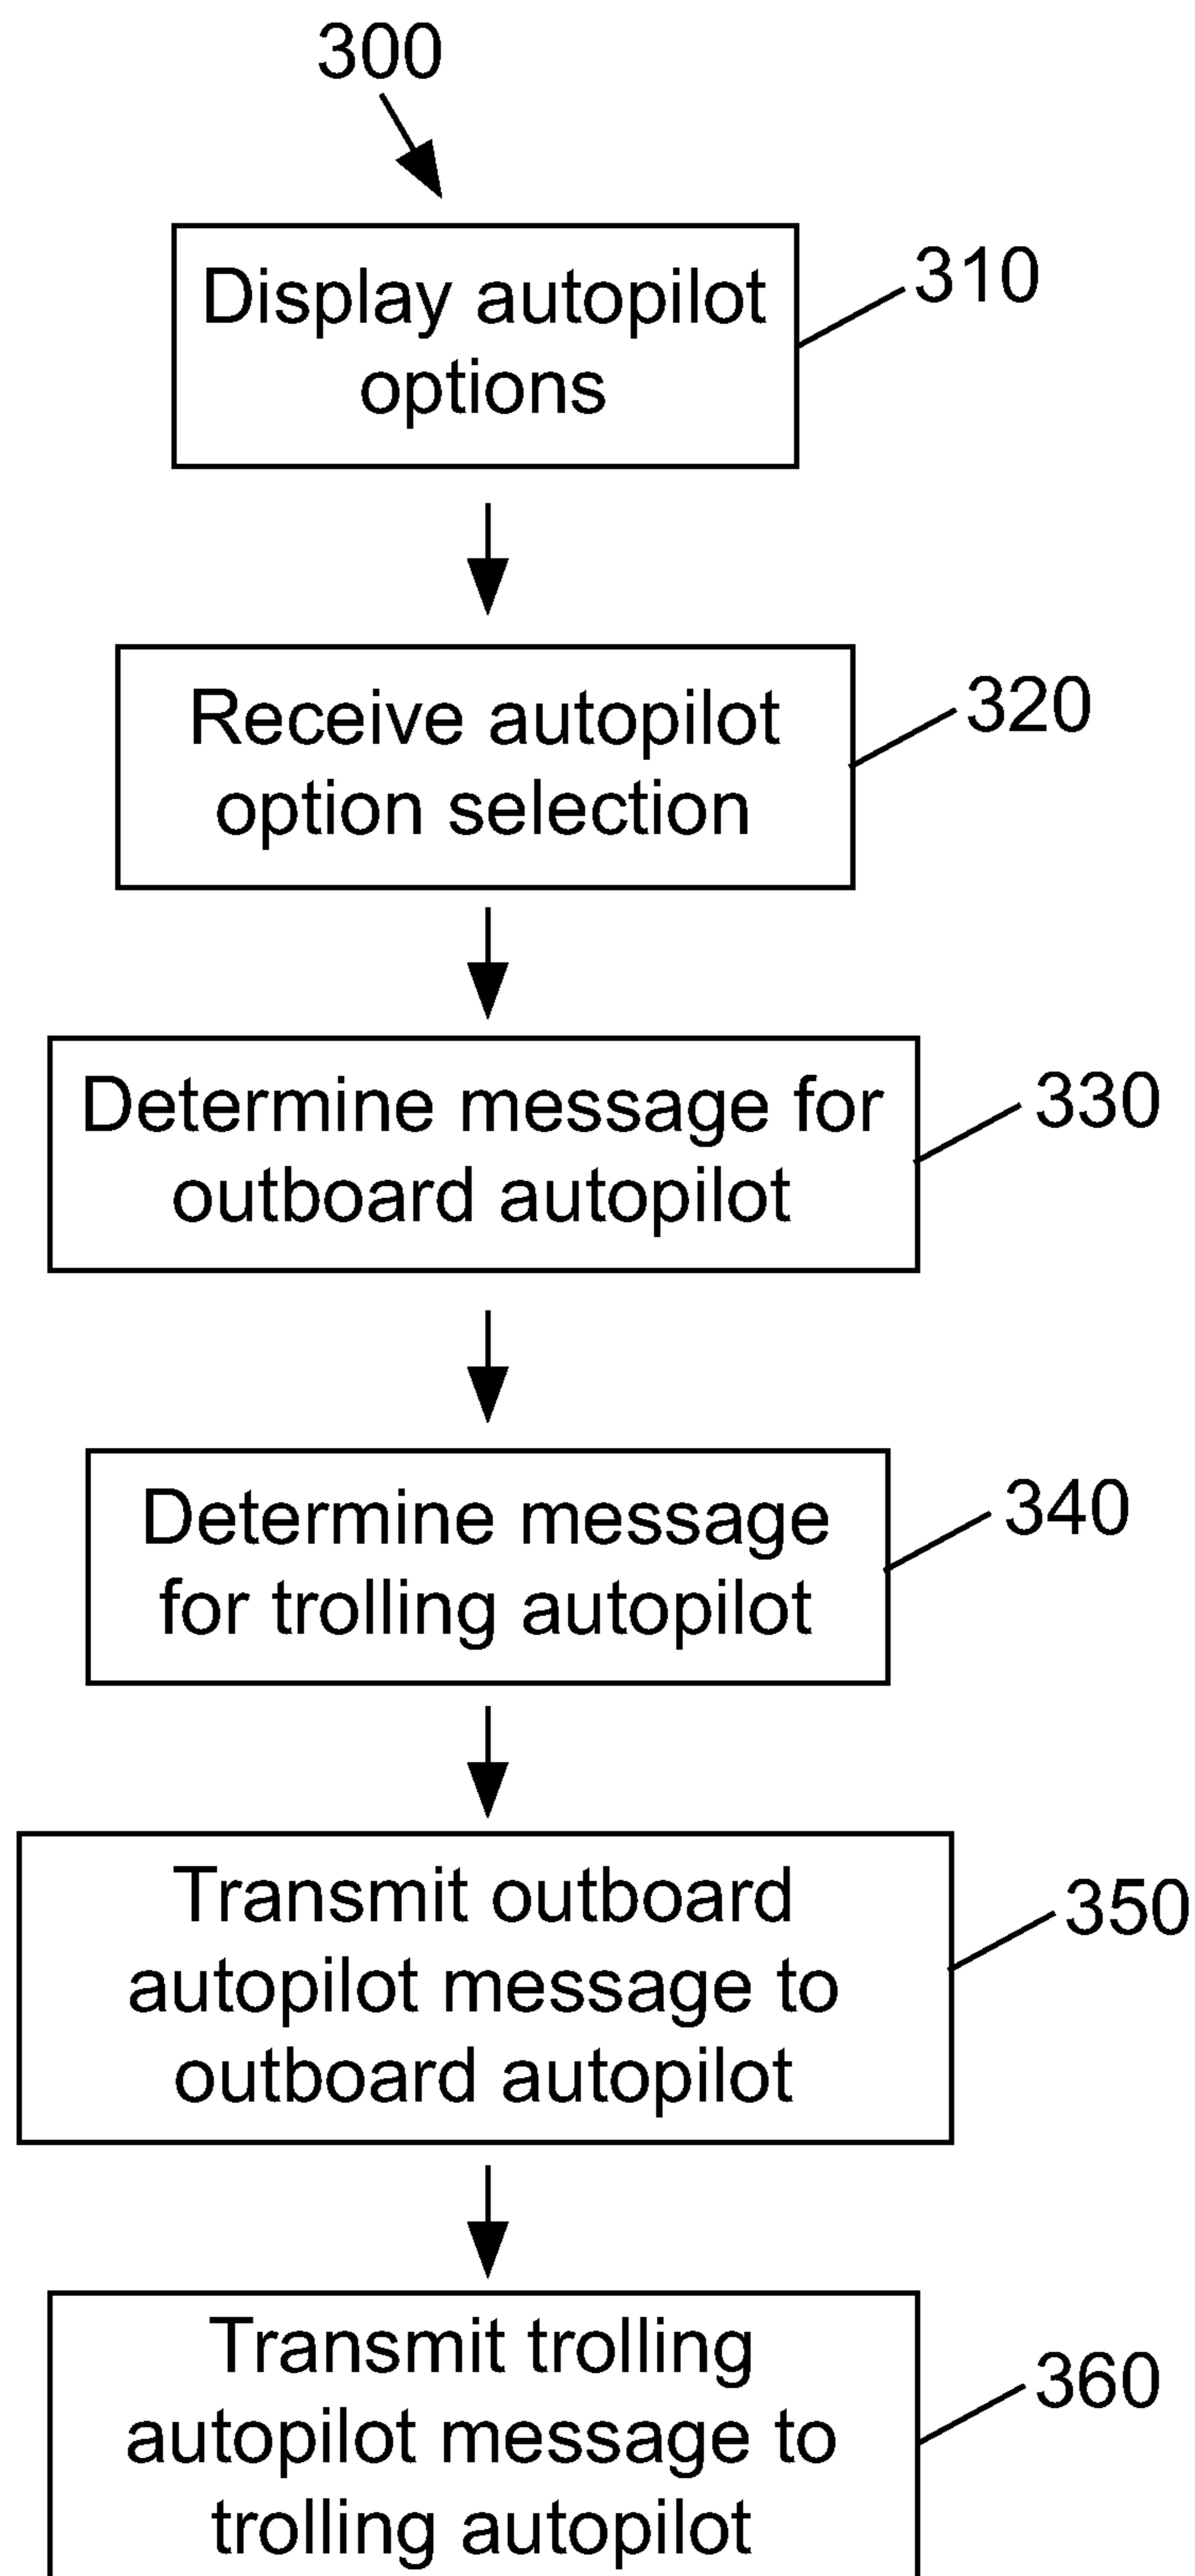 300
Display autopilot
options
310
Receive autopilot
option selection
320
Determine message for
outboard autopilot
330
Determine message
for trolling autopilot
340
Transmit outboard
autopilot message to
outboard autopilot
350
Transmit trolling
autopilot message to
trolling autopilot
360